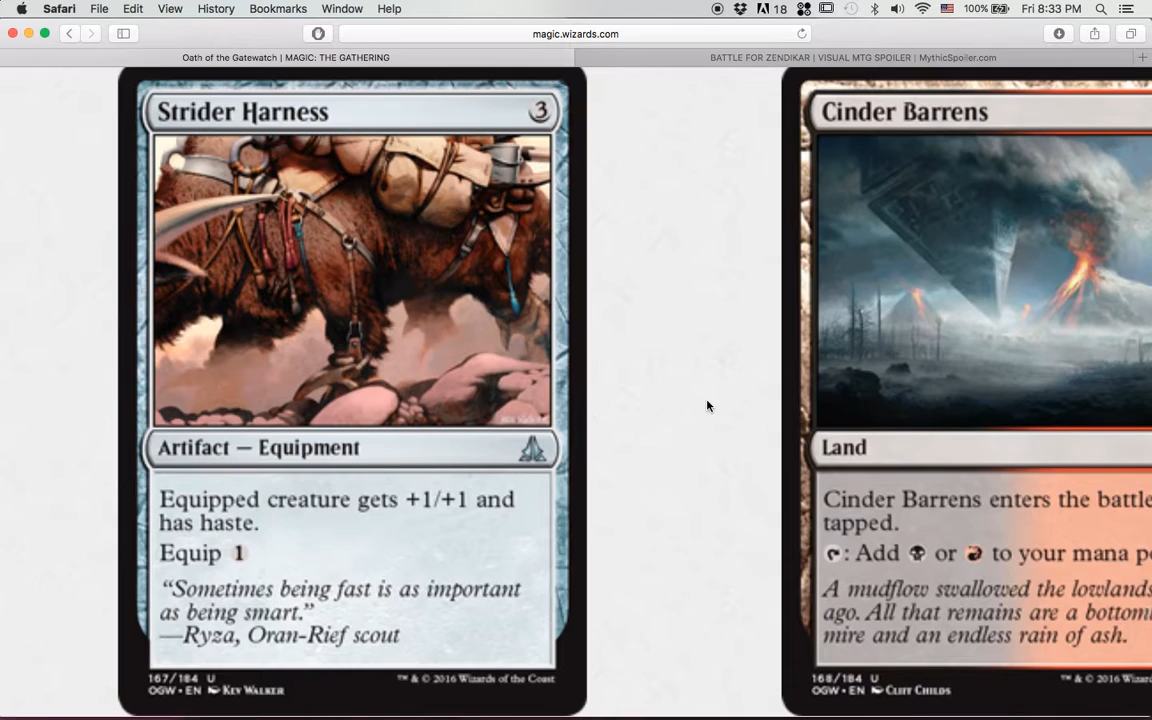 Safari File Edit View History Bookmarks Window Help 18 100% Fri 8:33 PM
magic.wizards.com
Oath of the Gatewatch | MAGIC: THE GATHERING
BATTLE FOR ZENDIKAR | VISUAL MTG SPOILER | MythicSpoiler.com
Strider Harness 3
Artifact — Equipment
Equipped creature gets +1/+1 and
has haste.
Equip 1
“Sometimes being fast is as important
as being smart.”
—Ryza, Oran-Rief scout
167/184 U
OGW • EN Kev Walker
™ & © 2016 Wizards of the Coast
Cinder Barrens
Land
Cinder Barrens enters the battle
tapped.
: Add or to your mana p
A mudflow swallowed the lowlands
ago. All that remains are a bottom
mire and an endless rain of ash.
168/184 U
OGW • EN Cliff Childs
™ & © 2016 Wiza